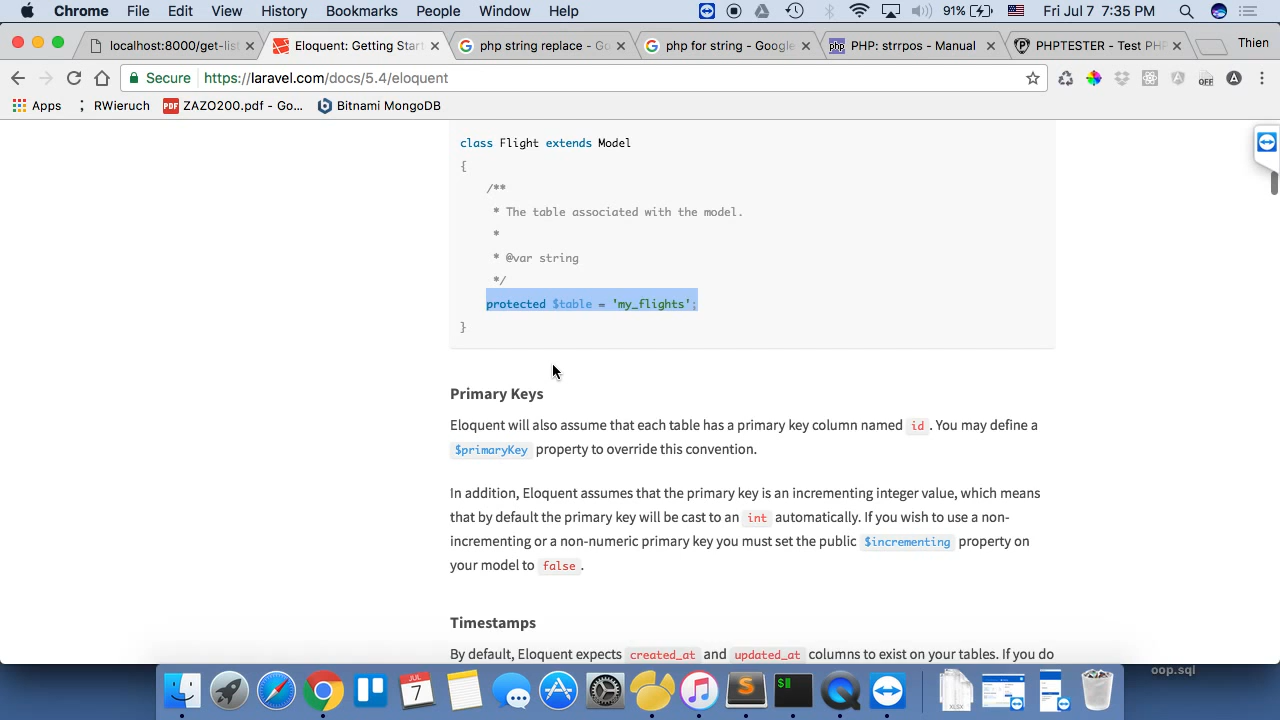 Chrome File Edit View History Bookmarks People Window Help 91% Fri Jul 7 7:35 PM
localhost:8000/get-list Eloquent: Getting Start php string replace - Go php for string - Google PHP: strrpos - Manual PHPTESTER - Test PHP Thien
Secure https://laravel.com/docs/5.4/eloquent OFF
Apps RWieruch PDF ZAZO200.pdf - Go... Bitnami MongoDB
class Flight extends Model
{
/**
* The table associated with the model.
*
* @var string
*/
protected $table = 'my_flights';
}
Primary Keys
Eloquent will also assume that each table has a primary key column named id . You may define a
$primaryKey property to override this convention.
In addition, Eloquent assumes that the primary key is an incrementing integer value, which means
that by default the primary key will be cast to an int automatically. If you wish to use a non-
incrementing or a non-numeric primary key you must set the public $incrementing property on
your model to false .
Timestamps
By default, Eloquent expects created_at and updated_at columns to exist on your tables. If you do
oop.sql
JUL
7
XLSX